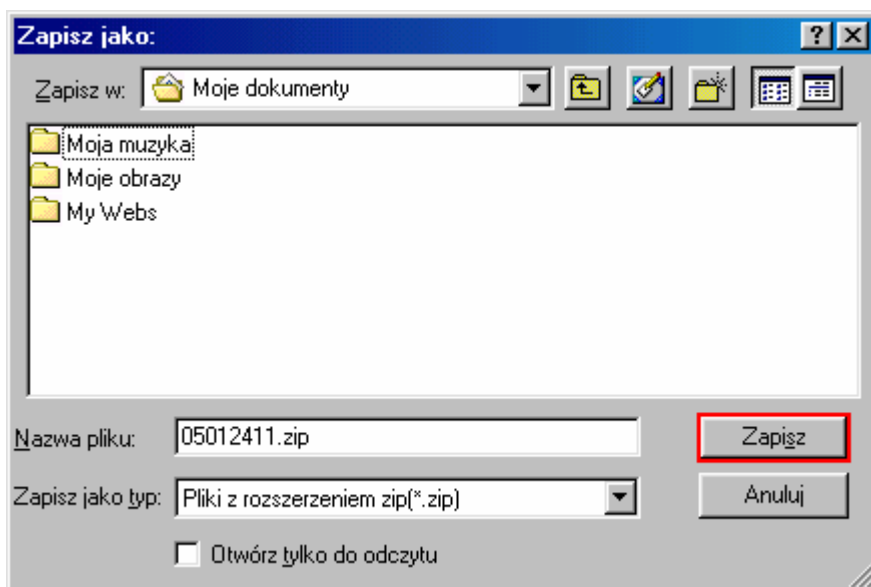 Zapisz jako:
Zapisz w: Moje dokumenty
Moja muzyka
Moje obrazy
My Webs
Nazwa pliku: 05012411.zip Zapisz
Zapisz jako typ: Pliki z rozszerzeniem zip(*.zip) Anuluj
Otwórz tylko do odczytu